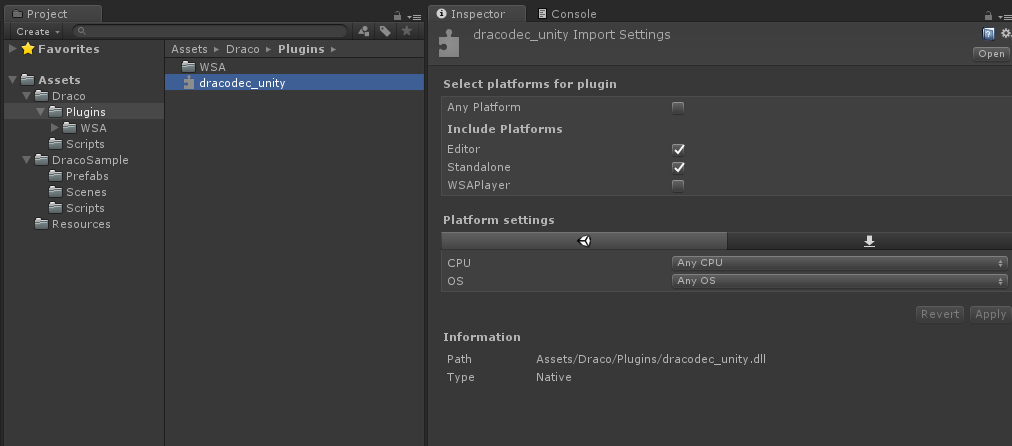 Project
Create
Favorites
Assets
Draco
Plugins
WSA
Scripts
DracoSample
Prefabs
Scenes
Scripts
Resources
Assets Draco Plugins
WSA
dracodec_unity
Inspector Console
dracodec_unity Import Settings
Open
Select platforms for plugin
Any Platform
Include Platforms
Editor
Standalone
WSAPlayer
Platform settings
CPU Any CPU
OS Any OS
Revert Apply
Information
Path Assets/Draco/Plugins/dracodec_unity.dll
Type Native